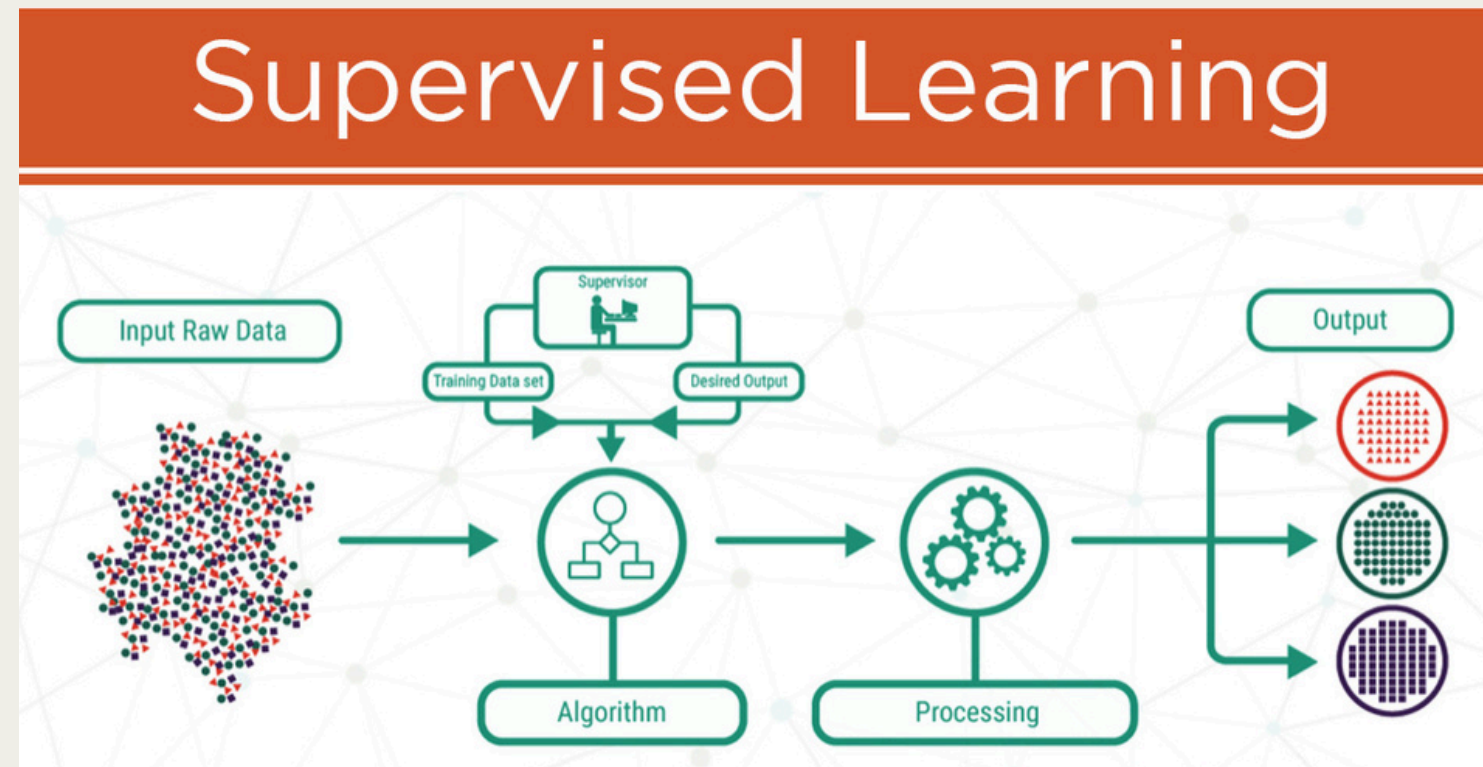 Supervised Learning
Supervisor
Input Raw Data
Output
Training Data set
Desired Output
Algorithm
Processing